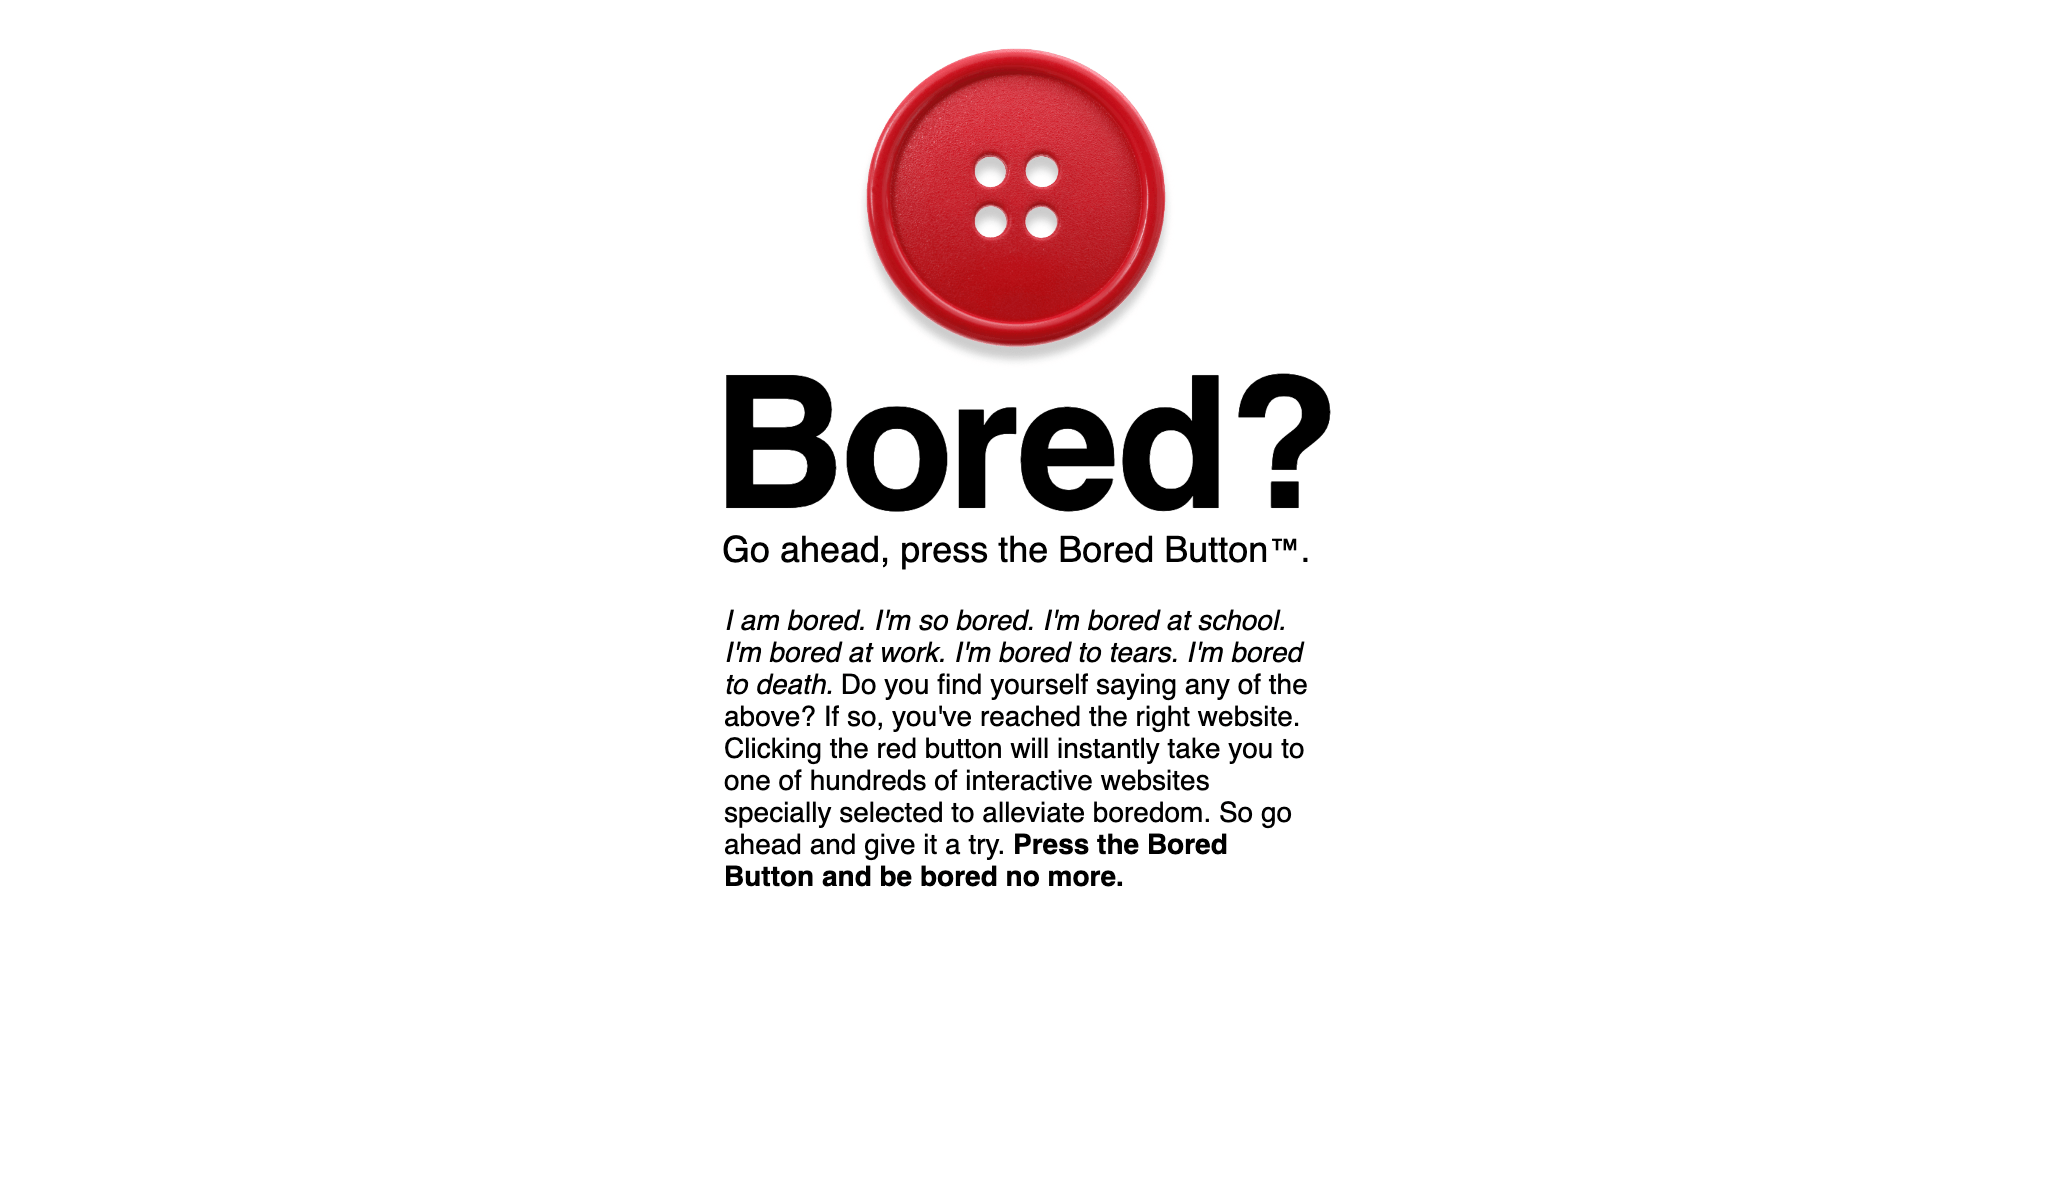 Bored?
Go ahead, press the Bored Button™.
I am bored. I'm so bored. I'm bored at school.
I'm bored at work. I'm bored to tears. I'm bored
to death. Do you find yourself saying any of the
above? If so, you've reached the right website.
Clicking the red button will instantly take you to
one of hundreds of interactive websites
specially selected to alleviate boredom. So go
ahead and give it a try. Press the Bored
Button and be bored no more.